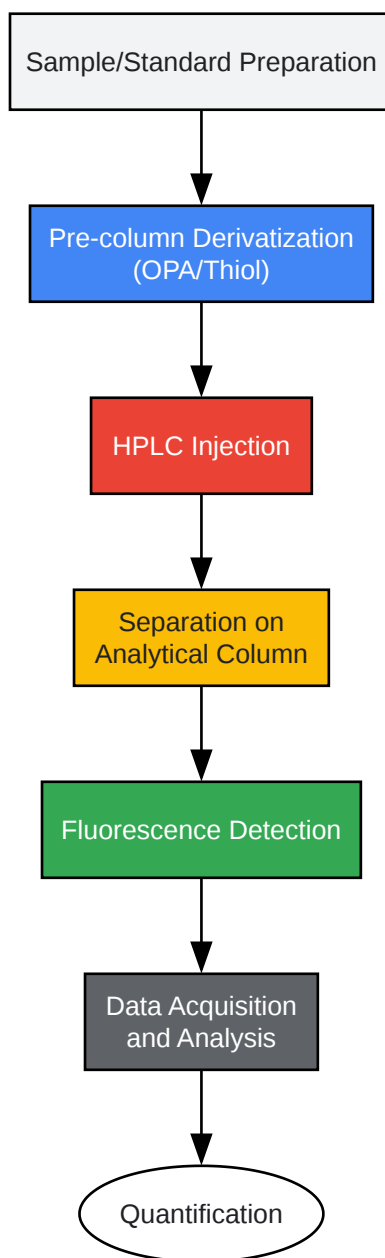 Sample/Standard Preparation
Pre-column Derivatization
(OPA/Thiol)
HPLC Injection
Separation on
Analytical Column
Fluorescence Detection
Data Acquisition
and Analysis
Quantification